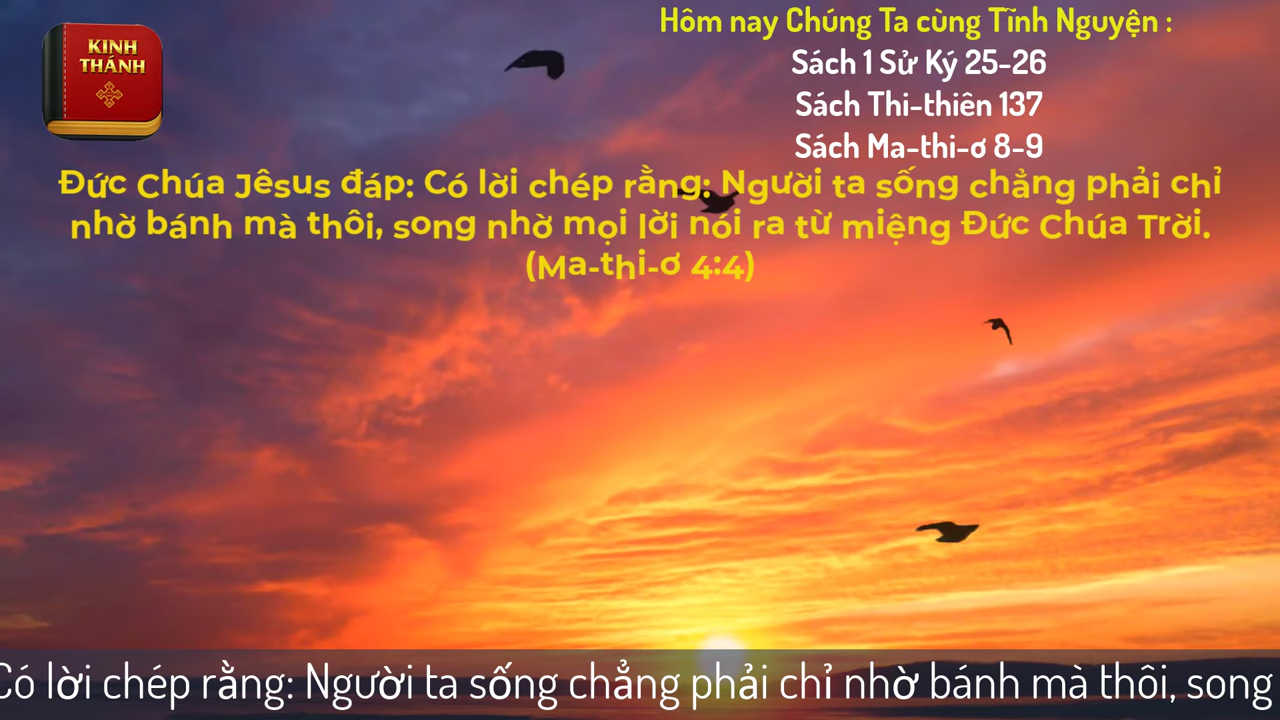 KINH
THÁNH
Hôm nay Chúng Ta cùng Tĩnh Nguyện :
Sách 1 Sử Ký 25-26
Sách Thi-thiên 137
Sách Ma-thi-ơ 8-9
Đức Chúa Jêsus đáp: Có lời chép rằng: Người ta sống chẳng phải chỉ
nhờ bánh mà thôi, song nhờ mọi lời nói ra từ miệng Đức Chúa Trời.
(Ma-thi-ơ 4:4)
Có lời chép rằng: Người ta sống chẳng phải chỉ nhờ bánh mà thôi, song